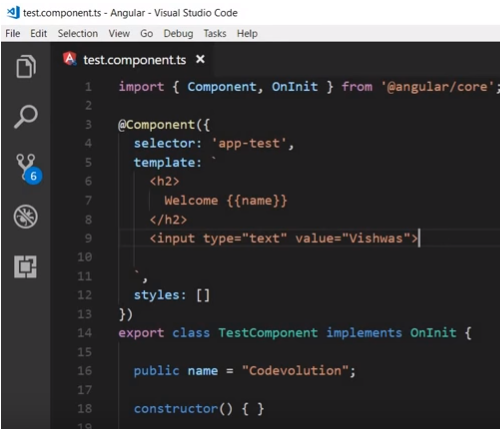 test.component.ts - Angular - Visual Studio Code
File Edit Selection View Go Debug Tasks Help
test.component.ts ×
1 import { Component, OnInit } from '@angular/core';
2
3 @Component({
4 selector: 'app-test',
5 template: `
6 <h2>
7 Welcome {{name}}
8 </h2>
9 <input type="text" value="Vishwas">
10
11 `,
12 styles: []
13 })
14 export class TestComponent implements OnInit {
15
16 public name = "Codevolution";
17
18 constructor() { }
19
6